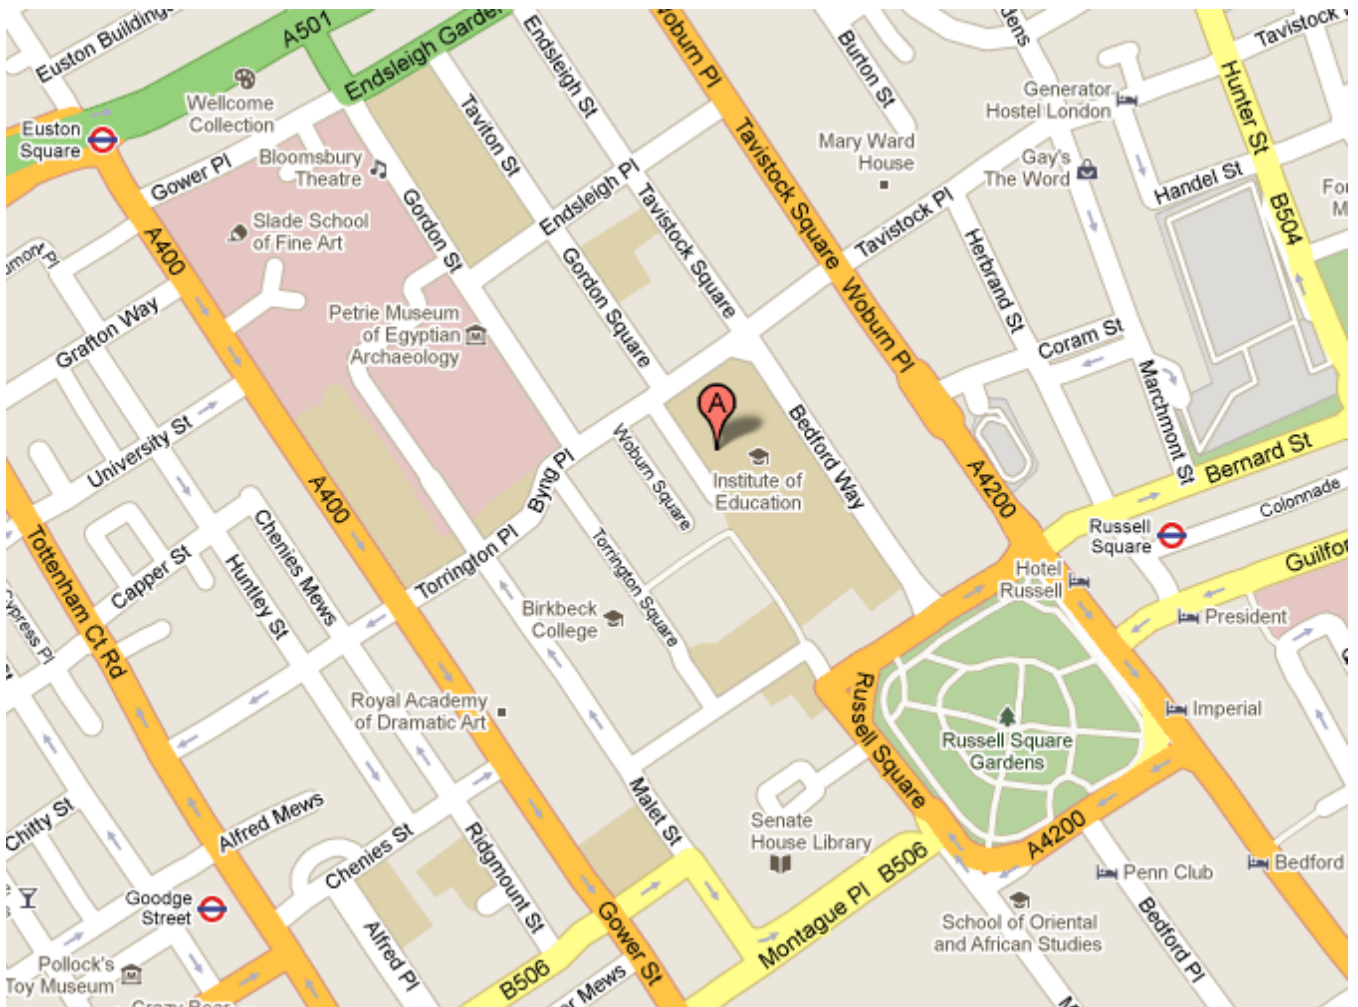 Euston Buildings
A501
Endsleigh Gardens
Endsleigh St
Woburn Pl
Burton St
Tavistock
Hunter St
Wellcome
Collection
Euston
Square
Taviton St
Generator
Hostel London
Tavistock Square
Mary Ward
House
Gay's
The Word
Bloomsbury
Theatre
Gower Pl
Handel St
Endsleigh Pl
Tavistock Square
Tavistock Pl
B504
Slade School
of Fine Art
Gordon St
A400
Gordon Square
Herbrand St
Woburn Pl
Grafton Way
Petrie Museum
of Egyptian
Archaeology
Coram St
Marchmont St
A
Bedford Way
University St
Woburn Square
Byng Pl
Institute of
Education
A400
A4200
Bernard St
Colonnade
Tottenham Ct Rd
Chenies Mews
Russell
Square
Torrington Pl
Torrington Square
Capper St
Huntley St
Hotel
Russell
Guilfor
Cypress Pl
Birkbeck
College
President
Royal Academy
of Dramatic Art
Russell Square
Imperial
Russell Square
Gardens
Malet St
Alfred Mews
Chitty St
Chenies St
Ridgmount St
Senate
House Library
A4200
B506
Bedford
Penn Club
Goodge
Street
Alfred Pl
Gower St
Montague Pl
School of Oriental
and African Studies
Bedford Pl
Pollock's
Toy Museum
B506
er Mews